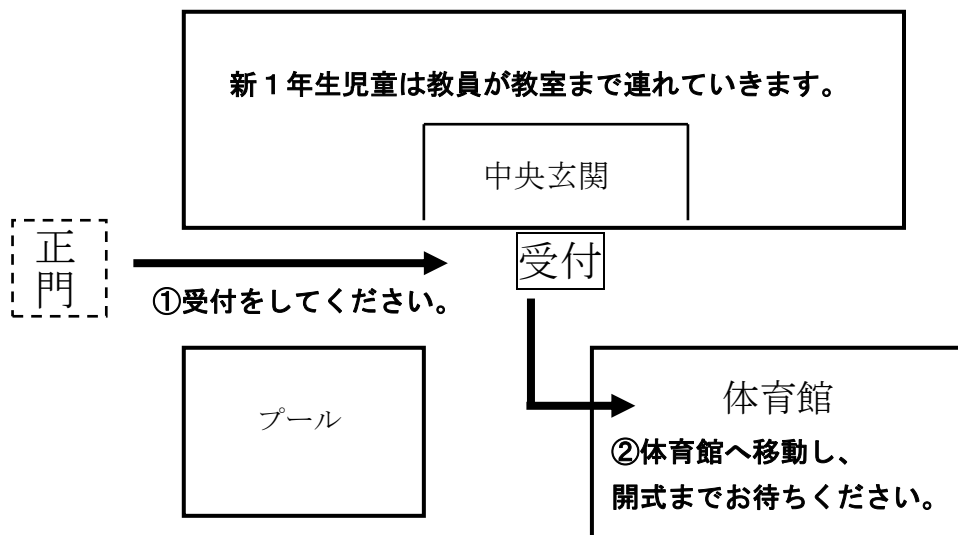 新１年生児童は教員が教室まで連れていきます。
中央玄関
正門
受付
①受付をしてください。
プール
体育館
②体育館へ移動し、
開式までお待ちください。